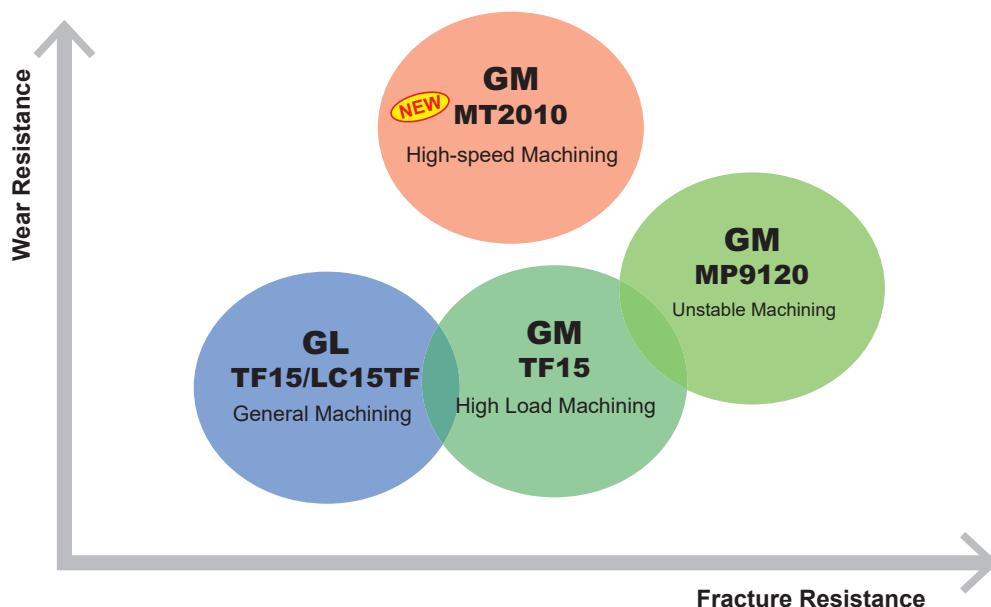 Wear Resistance
GM
NEW
MT2010
High-speed Machining
GM
MP9120
Unstable Machining
GL
TF15/LC15TF
General Machining
GM
TF15
High Load Machining
Fracture Resistance